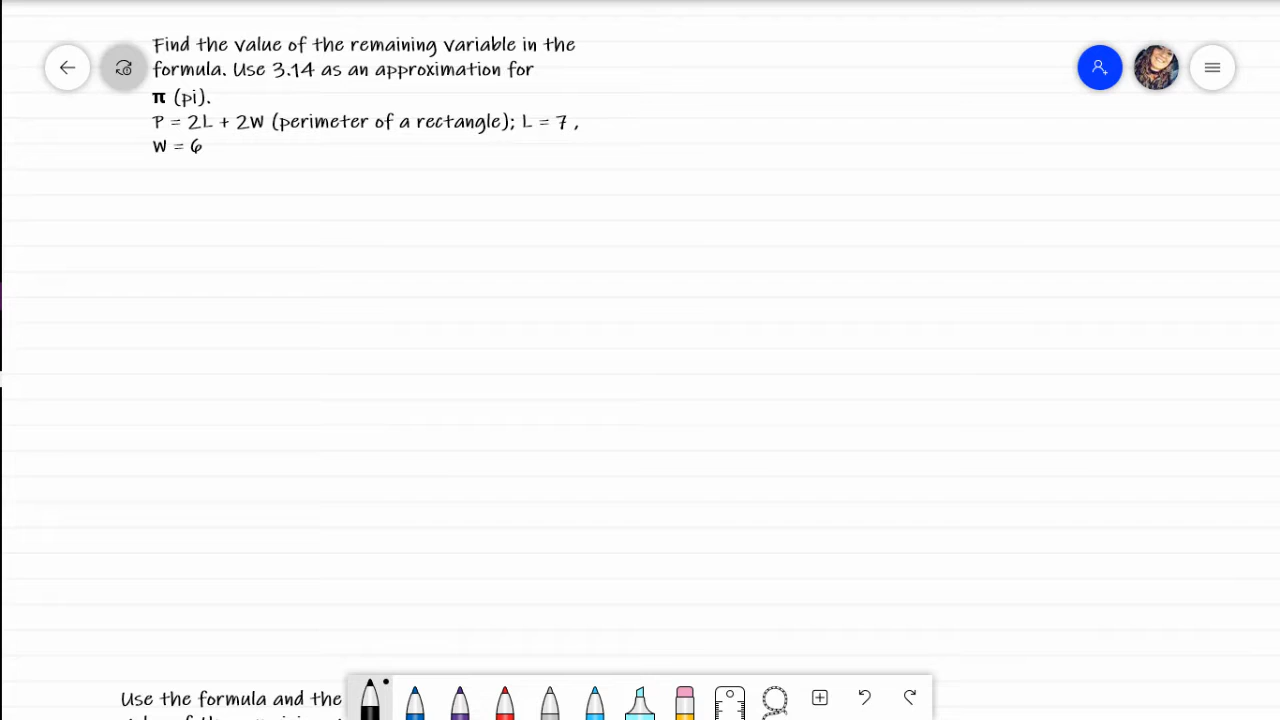 Find the value of the remaining variable in the
formula. Use 3.14 as an approximation for
π (pi).
P = 2L + 2W (perimeter of a rectangle); L = 7 ,
W = 6
Use the formula and the